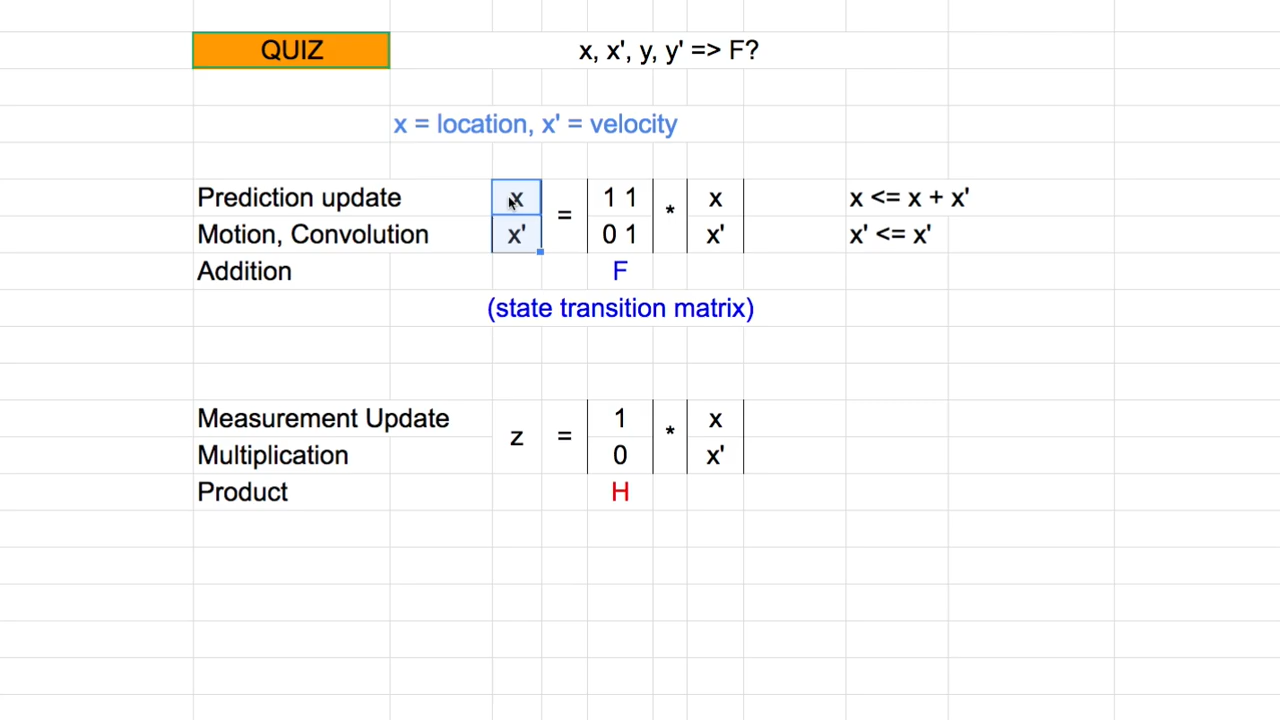 QUIZ x, x', y, y' => F?
x = location, x' = velocity
Prediction update x 1 1 x x <= x + x'
= *
Motion, Convolution x' 0 1 x' x' <= x'
Addition F
(state transition matrix)
Measurement Update 1 x
z = *
Multiplication 0 x'
Product H